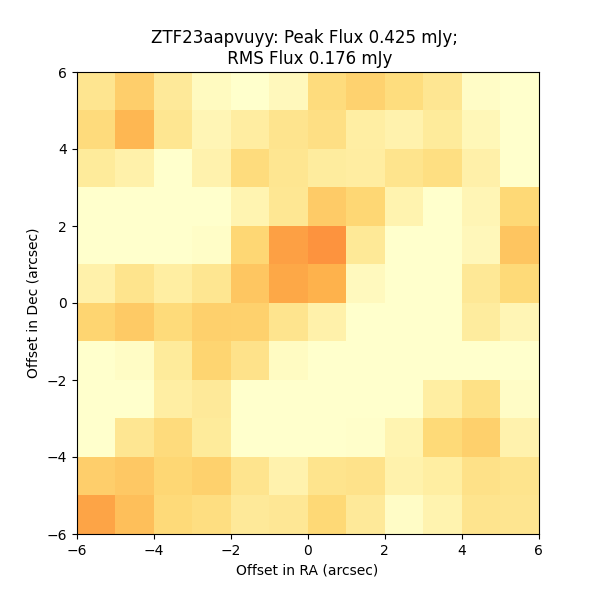 ZTF23aapvuyy: Peak Flux 0.425 mJy;
RMS Flux 0.176 mJy
6
4
2
0
−2
−4
−6
Offset in Dec (arcsec)
−6 −4 −2 0 2 4 6
Offset in RA (arcsec)